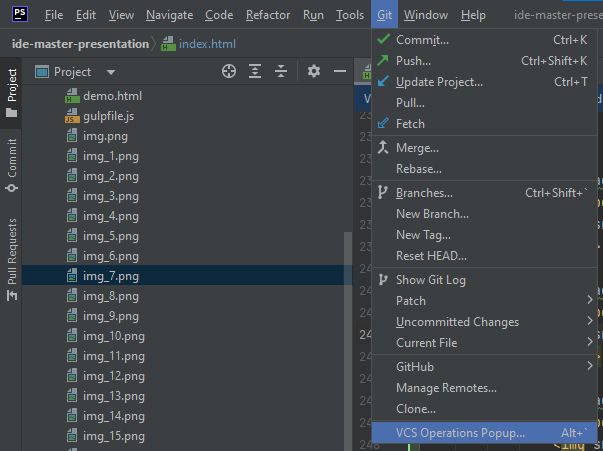 PS File Edit View Navigate Code Refactor Run Tools Git Window Help ide-master-presentation
ide-master-presentation index.html
Project
Commit
Pull Requests
Project
demo.html
gulpfile.js
img.png
img_1.png
img_2.png
img_3.png
img_4.png
img_5.png
img_6.png
img_7.png
img_8.png
img_9.png
img_10.png
img_11.png
img_12.png
img_13.png
img_14.png
img_15.png
Commit... Ctrl+K
Push... Ctrl+Shift+K
Update Project... Ctrl+T
Pull...
Fetch
Merge...
Rebase...
Branches... Ctrl+Shift+`
New Branch...
New Tag...
Reset HEAD...
Show Git Log
Patch
Uncommitted Changes
Current File
GitHub
Manage Remotes...
Clone...
VCS Operations Popup... Alt+`